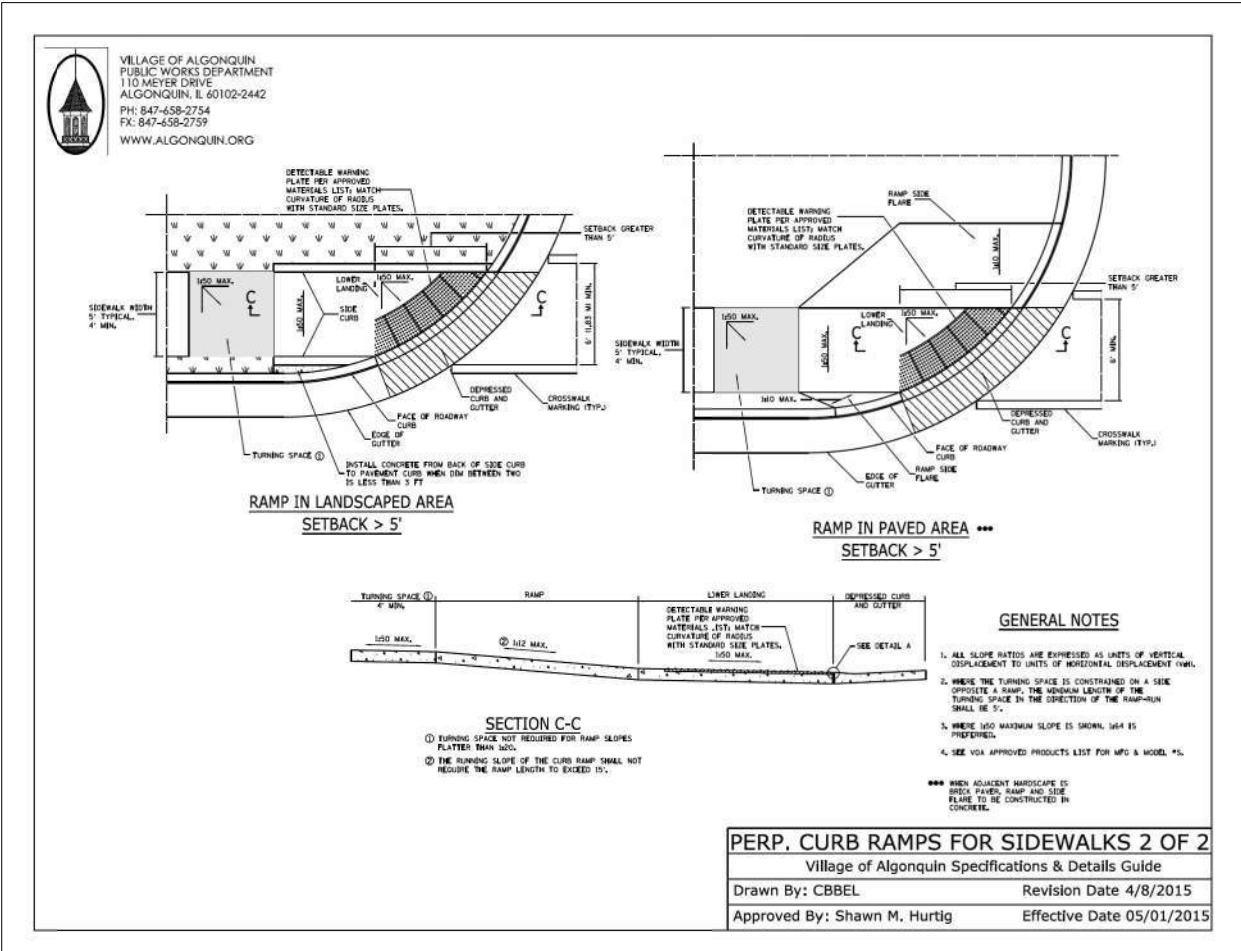 VILLAGE OF ALGONQUIN
PUBLIC WORKS DEPARTMENT
110 MEYER DRIVE
ALGONQUIN, IL 60102-2442
PH: 847-658-2754
FX: 847-658-2759
WWW.ALGONQUIN.ORG
DETECTABLE WARNING
PLATE PER APPROVED
MATERIALS LIST; MATCH
CURVATURE OF RADIUS
WITH STANDARD SIZE PLATES.
SETBACK GREATER
THAN 5'
1:50 MAX.
LOWER
LANDING
1:50 MAX.
C
C
SIDEWALK WIDTH
5' TYPICAL,
4' MIN.
1:50 MAX.
SIDE
CURB
DEPRESSED
CURB AND
GUTTER
CROSSWALK
MARKING (TYP.)
FACE OF ROADWAY
CURB
EDGE OF
GUTTER
TURNING SPACE ①
INSTALL CONCRETE FROM BACK OF SIDE CURB
TO PAVEMENT CURB WHEN DIM BETWEEN TWO
IS LESS THAN 3 FT
RAMP IN LANDSCAPED AREA
SETBACK > 5'
RAMP SIDE
FLARE
DETECTABLE WARNING
PLATE PER APPROVED
MATERIALS LIST; MATCH
CURVATURE OF RADIUS
WITH STANDARD SIZE PLATES.
1:10 MAX.
SETBACK GREATER
THAN 5'
1:50 MAX.
LOWER
LANDING
1:50 MAX.
C
C
SIDEWALK WIDTH
5' TYPICAL,
4' MIN.
1:50 MAX.
6' MIN.
1:10 MAX.
DEPRESSED
CURB AND
GUTTER
CROSSWALK
MARKING (TYP.)
FACE OF ROADWAY
CURB
RAMP SIDE
FLARE
EDGE OF
GUTTER
TURNING SPACE ①
RAMP IN PAVED AREA •••
SETBACK > 5'
TURNING SPACE ①
4' MIN.
RAMP
LOWER LANDING
DEPRESSED CURB
AND GUTTER
1:50 MAX.
② 1:12 MAX.
DETECTABLE WARNING
PLATE PER APPROVED
MATERIALS LIST; MATCH
CURVATURE OF RADIUS
WITH STANDARD SIZE PLATES.
1:50 MAX.
SEE DETAIL A
SECTION C-C
① TURNING SPACE NOT REQUIRED FOR RAMP SLOPES
FLATTER THAN 1:20.
② THE RUNNING SLOPE OF THE CURB RAMP SHALL NOT
REQUIRE THE RAMP LENGTH TO EXCEED 15'.
GENERAL NOTES
1. ALL SLOPE RATIOS ARE EXPRESSED AS UNITS OF VERTICAL
DISPLACEMENT TO UNITS OF HORIZONTAL DISPLACEMENT (V:H).
2. WHERE THE TURNING SPACE IS CONSTRAINED ON A SIDE
OPPOSITE A RAMP, THE MINIMUM LENGTH OF THE
TURNING SPACE IN THE DIRECTION OF THE RAMP-RUN
SHALL BE 5'.
3. WHERE 1:50 MAXIMUM SLOPE IS SHOWN, 1:64 IS
PREFERRED.
4. SEE VOA APPROVED PRODUCTS LIST FOR MFG & MODEL #'S.
••• WHEN ADJACENT HARDSCAPE IS
BRICK PAVER, RAMP AND SIDE
FLARE TO BE CONSTRUCTED IN
CONCRETE.
PERP. CURB RAMPS FOR SIDEWALKS 2 OF 2
Village of Algonquin Specifications & Details Guide
Drawn By: CBBEL
Revision Date 4/8/2015
Approved By: Shawn M. Hurtig
Effective Date 05/01/2015